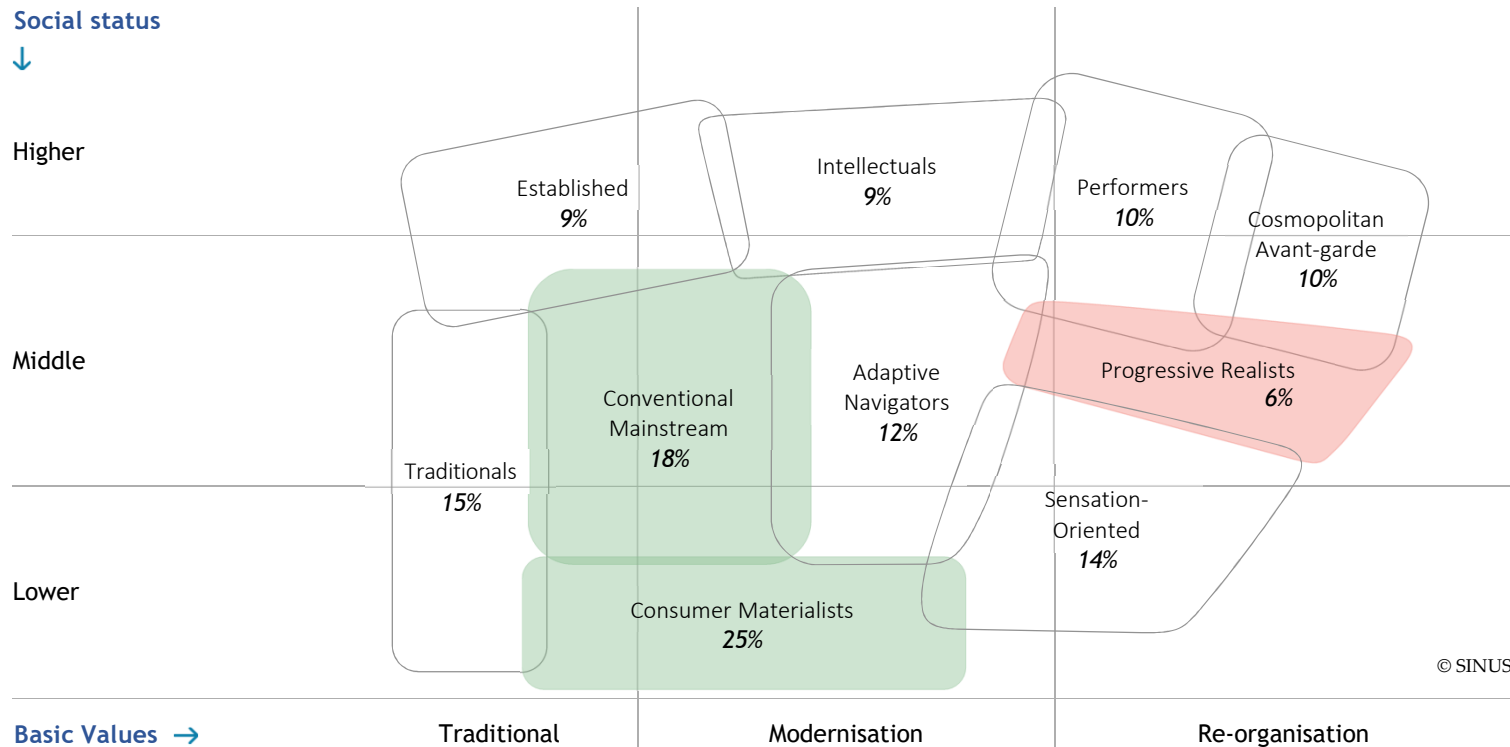 Social status
↓
Higher
Established
9%
Intellectuals
9%
Performers
10%
Cosmopolitan
Avant-garde
10%
Middle
Conventional
Mainstream
18%
Adaptive
Navigators
12%
Progressive Realists
6%
Traditionals
15%
Sensation-
Oriented
14%
Lower
Consumer Materialists
25%
© SINUS
Basic Values →
Traditional
Modernisation
Re-organisation